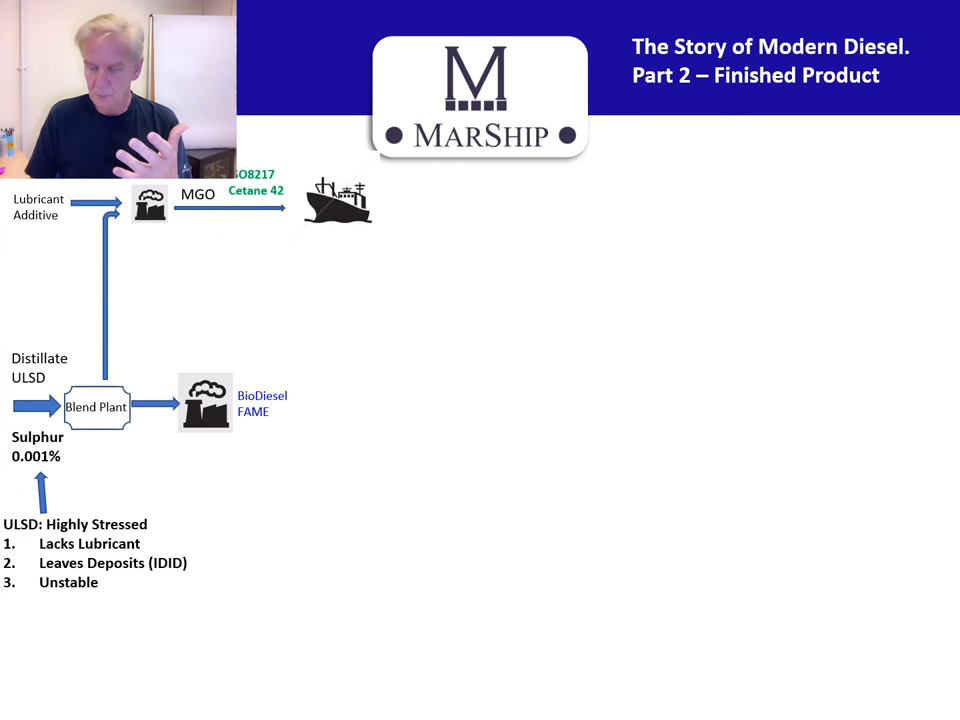 The Story of Modern Diesel.
Part 2 – Finished Product
M
MARSHIP
Lubricant
Additive
MGO
SO8217
Cetane 42
Distillate
ULSD
Blend Plant
BioDiesel
FAME
Sulphur
0.001%
ULSD: Highly Stressed
1. Lacks Lubricant
2. Leaves Deposits (IDID)
3. Unstable